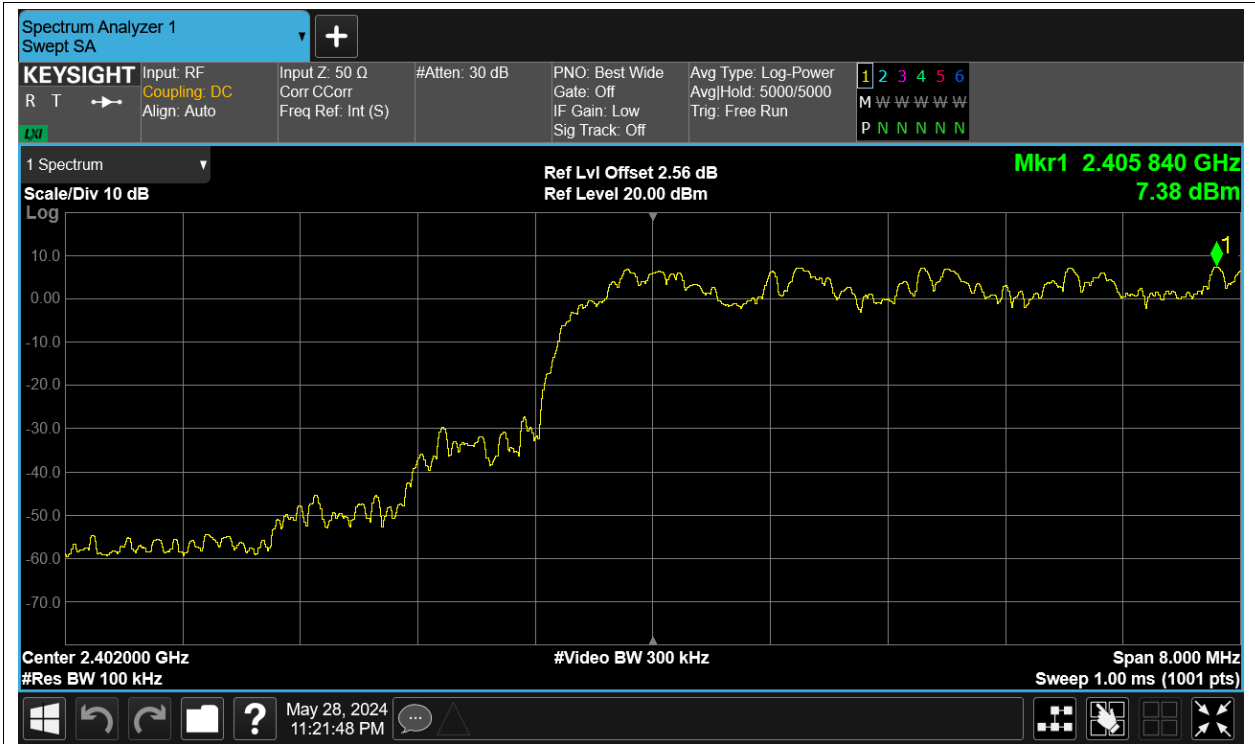 Spectrum Analyzer 1
Swept SA
KEYSIGHT
R T
LXI
Input: RF
Coupling: DC
Align: Auto
Input Z: 50 Ω
Corr CCorr
Freq Ref: Int (S)
#Atten: 30 dB
PNO: Best Wide
Gate: Off
IF Gain: Low
Sig Track: Off
Avg Type: Log-Power
Avg|Hold: 5000/5000
Trig: Free Run
1 2 3 4 5 6
M W W W W W
P N N N N N
1 Spectrum
Scale/Div 10 dB
Log
Ref Lvl Offset 2.56 dB
Ref Level 20.00 dBm
Mkr1 2.405 840 GHz
7.38 dBm
1
10.0
0.00
-10.0
-20.0
-30.0
-40.0
-50.0
-60.0
-70.0
Center 2.402000 GHz
#Res BW 100 kHz
#Video BW 300 kHz
Span 8.000 MHz
Sweep 1.00 ms (1001 pts)
?
May 28, 2024
11:21:48 PM